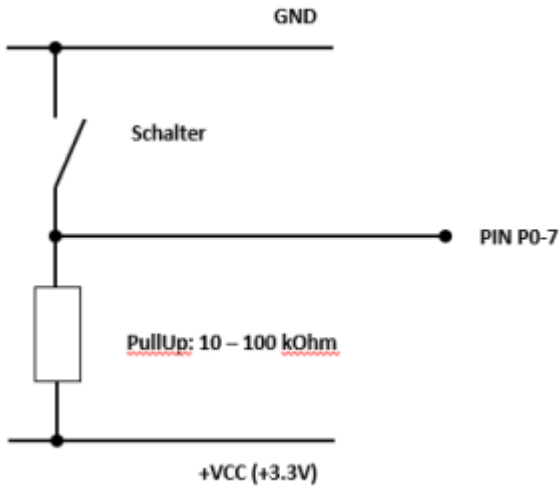 GND
Schalter
PIN P0-7
PullUp: 10 – 100 kOhm
+VCC (+3.3V)